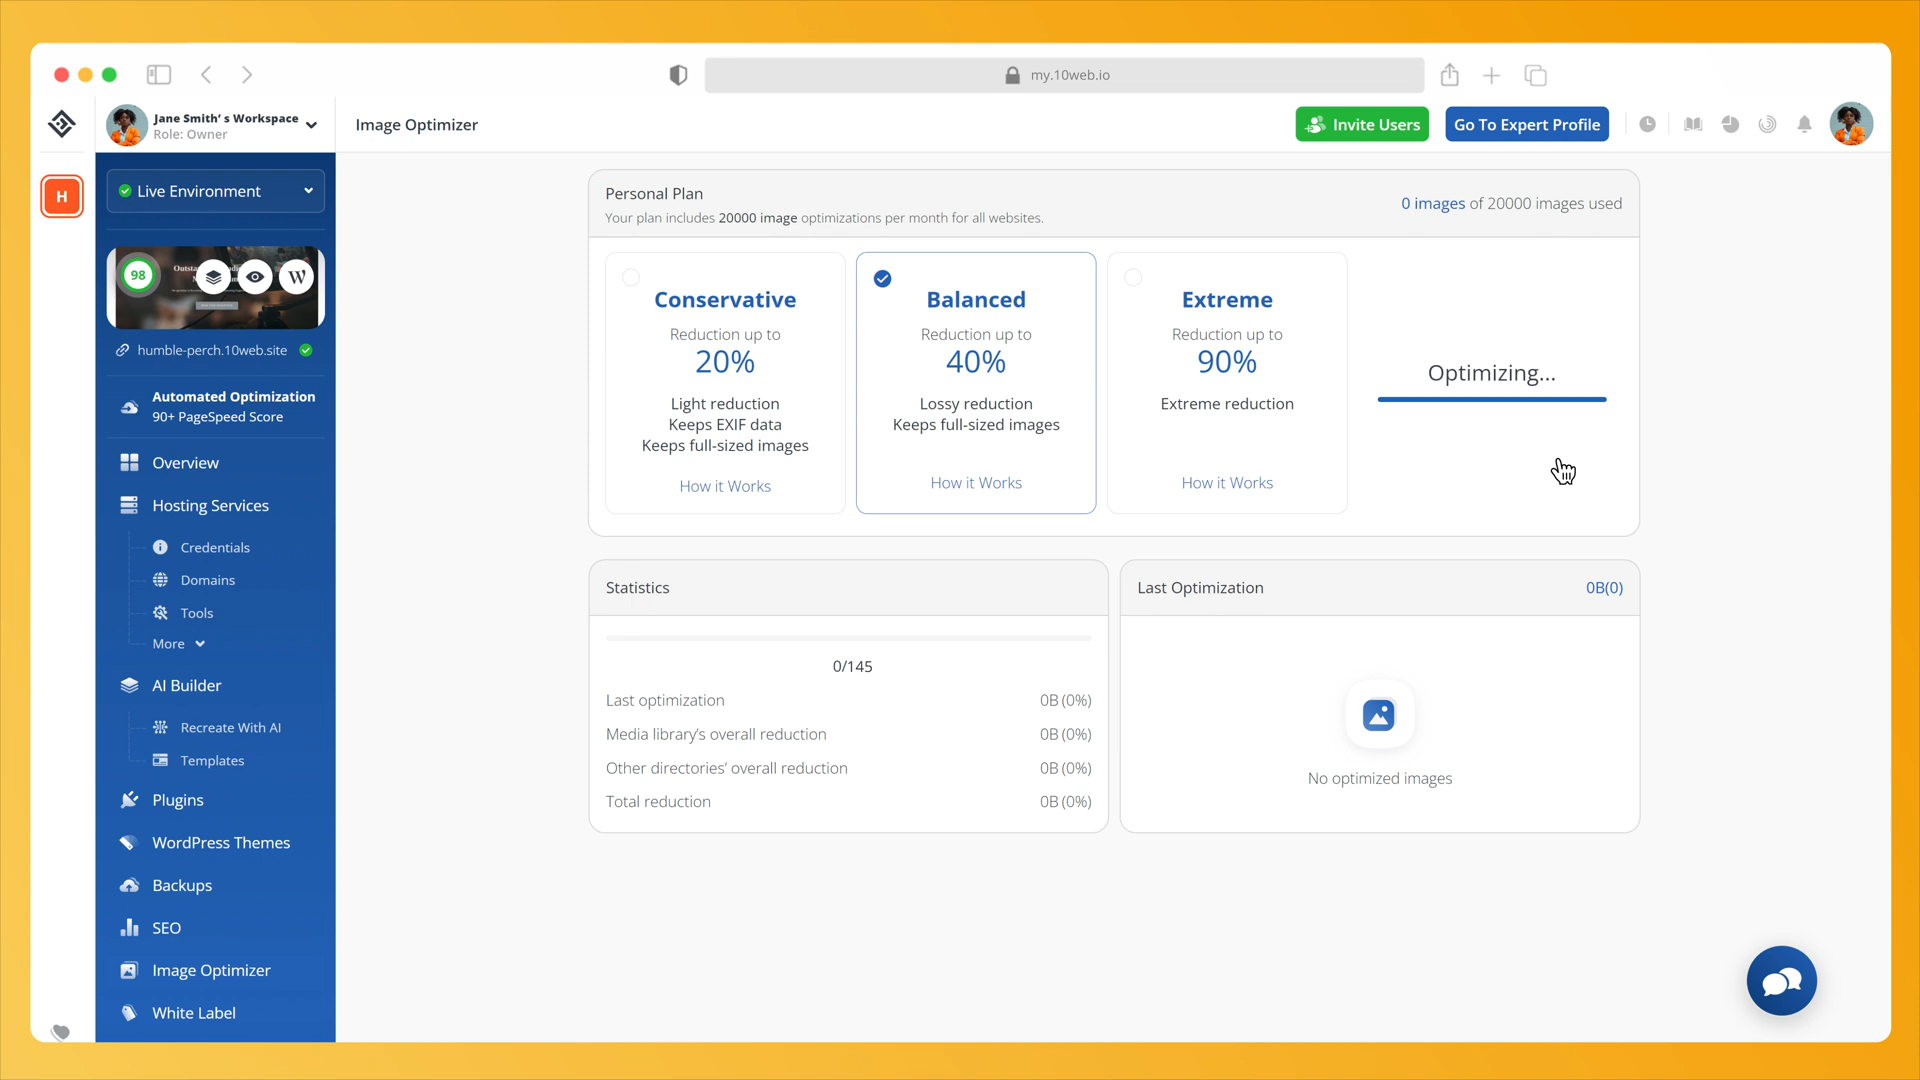 my.10web.io
Jane Smith' s Workspace
Role: Owner
Image Optimizer
Invite Users
Go To Expert Profile
H
Live Environment
98
W
humble-perch.10web.site
Automated Optimization
90+ PageSpeed Score
Overview
Hosting Services
Credentials
Domains
Tools
More
AI Builder
Recreate With AI
Templates
Plugins
WordPress Themes
Backups
SEO
Image Optimizer
White Label
Personal Plan
Your plan includes 20000 image optimizations per month for all websites.
0 images of 20000 images used
Conservative
Reduction up to
20%
Light reduction
Keeps EXIF data
Keeps full-sized images
How it Works
Balanced
Reduction up to
40%
Lossy reduction
Keeps full-sized images
How it Works
Extreme
Reduction up to
90%
Extreme reduction
How it Works
Optimizing...
Statistics
0/145
Last optimization 0B (0%)
Media library's overall reduction 0B (0%)
Other directories' overall reduction 0B (0%)
Total reduction 0B (0%)
Last Optimization 0B(0)
No optimized images